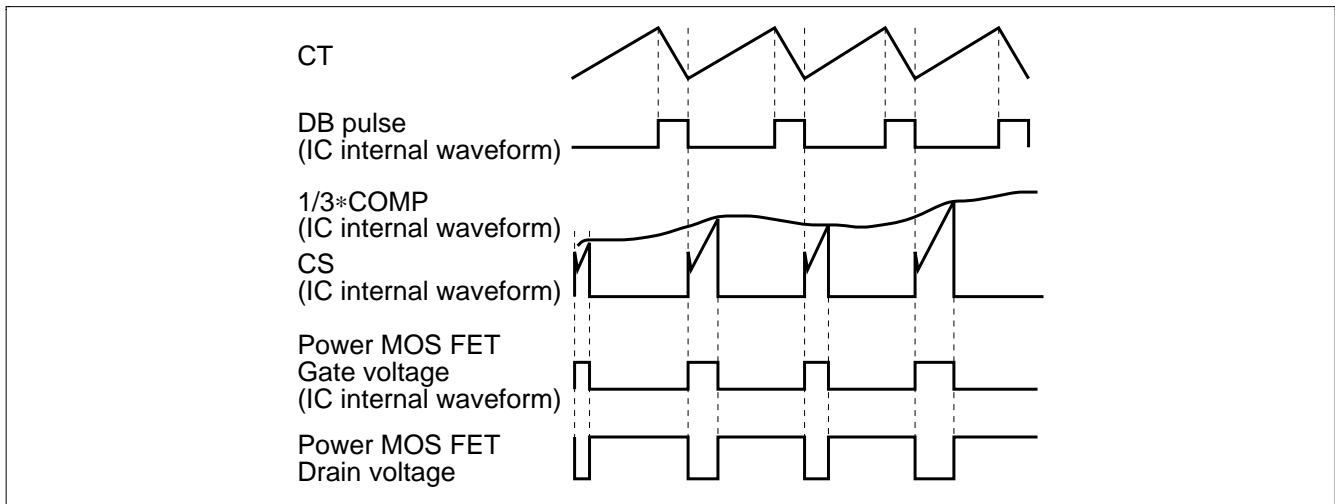 CT
DB pulse
(IC internal waveform)
1/3∗COMP
(IC internal waveform)
CS
(IC internal waveform)
Power MOS FET
Gate voltage
(IC internal waveform)
Power MOS FET
Drain voltage